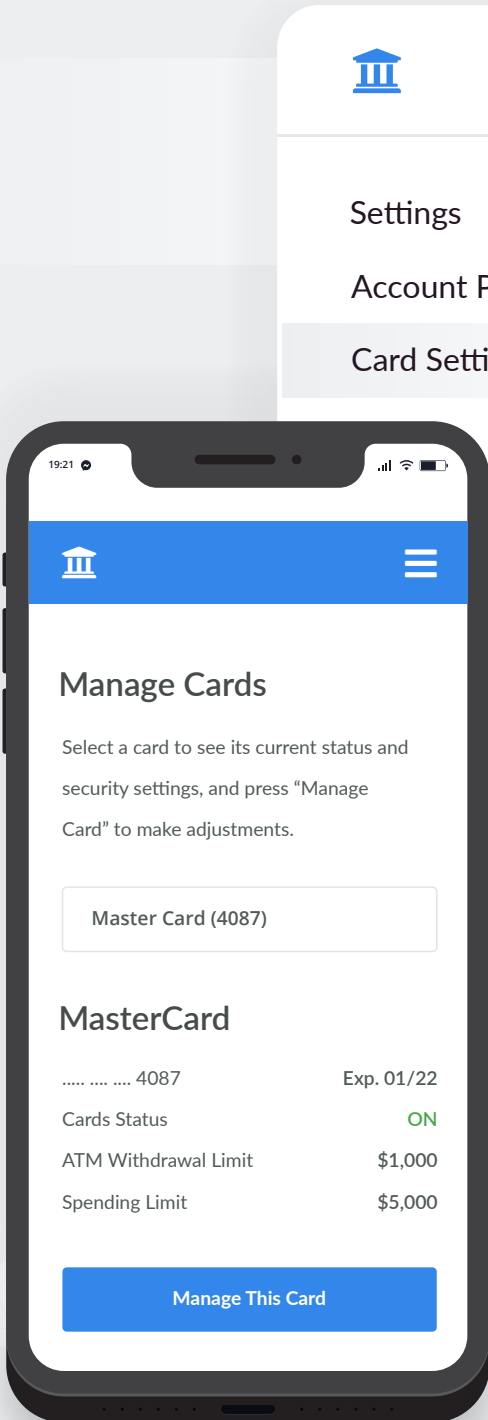 Settings
Account P
Card Setti
19:21
Manage Cards
Select a card to see its current status and
security settings, and press “Manage
Card” to make adjustments.
Master Card (4087)
MasterCard
..... .... .... 4087 Exp. 01/22
Cards Status ON
ATM Withdrawal Limit $1,000
Spending Limit $5,000
Manage This Card